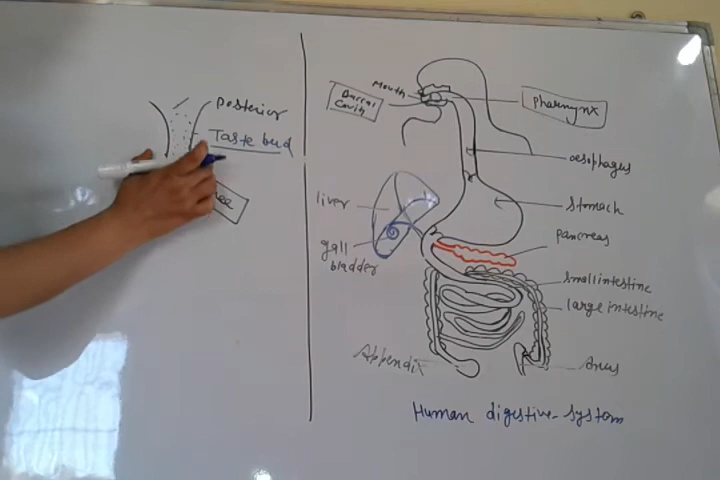 Posterior
Taste bud
Mouth
Buccal
Cavity
Pharnynx
oesophagus
liver
Stomach
gall
bladder
pancreas
Small intestine
large intestine
Appendix
Anus
Human digestive-system